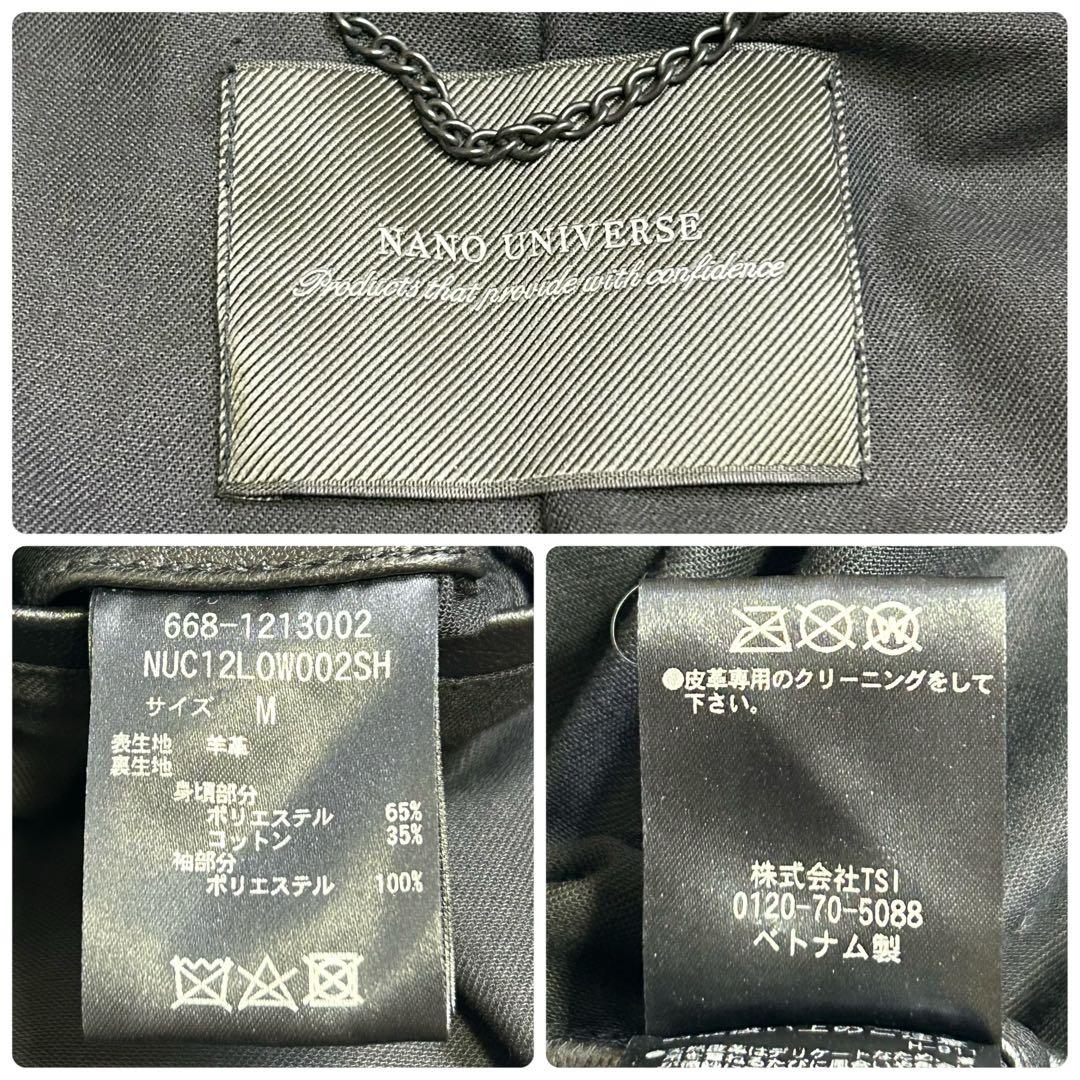 NANO UNIVERSE
Products that provide with confidence
668-1213002
NUC12L0W002SH
サイズ M
表生地 羊革
裏生地
身頃部分
ポリエステル 65%
コットン 35%
袖部分
ポリエステル 100%
W
●皮革専用のクリーニングをして
下さい。
株式会社TSI
0120-70-5088
ベトナム製